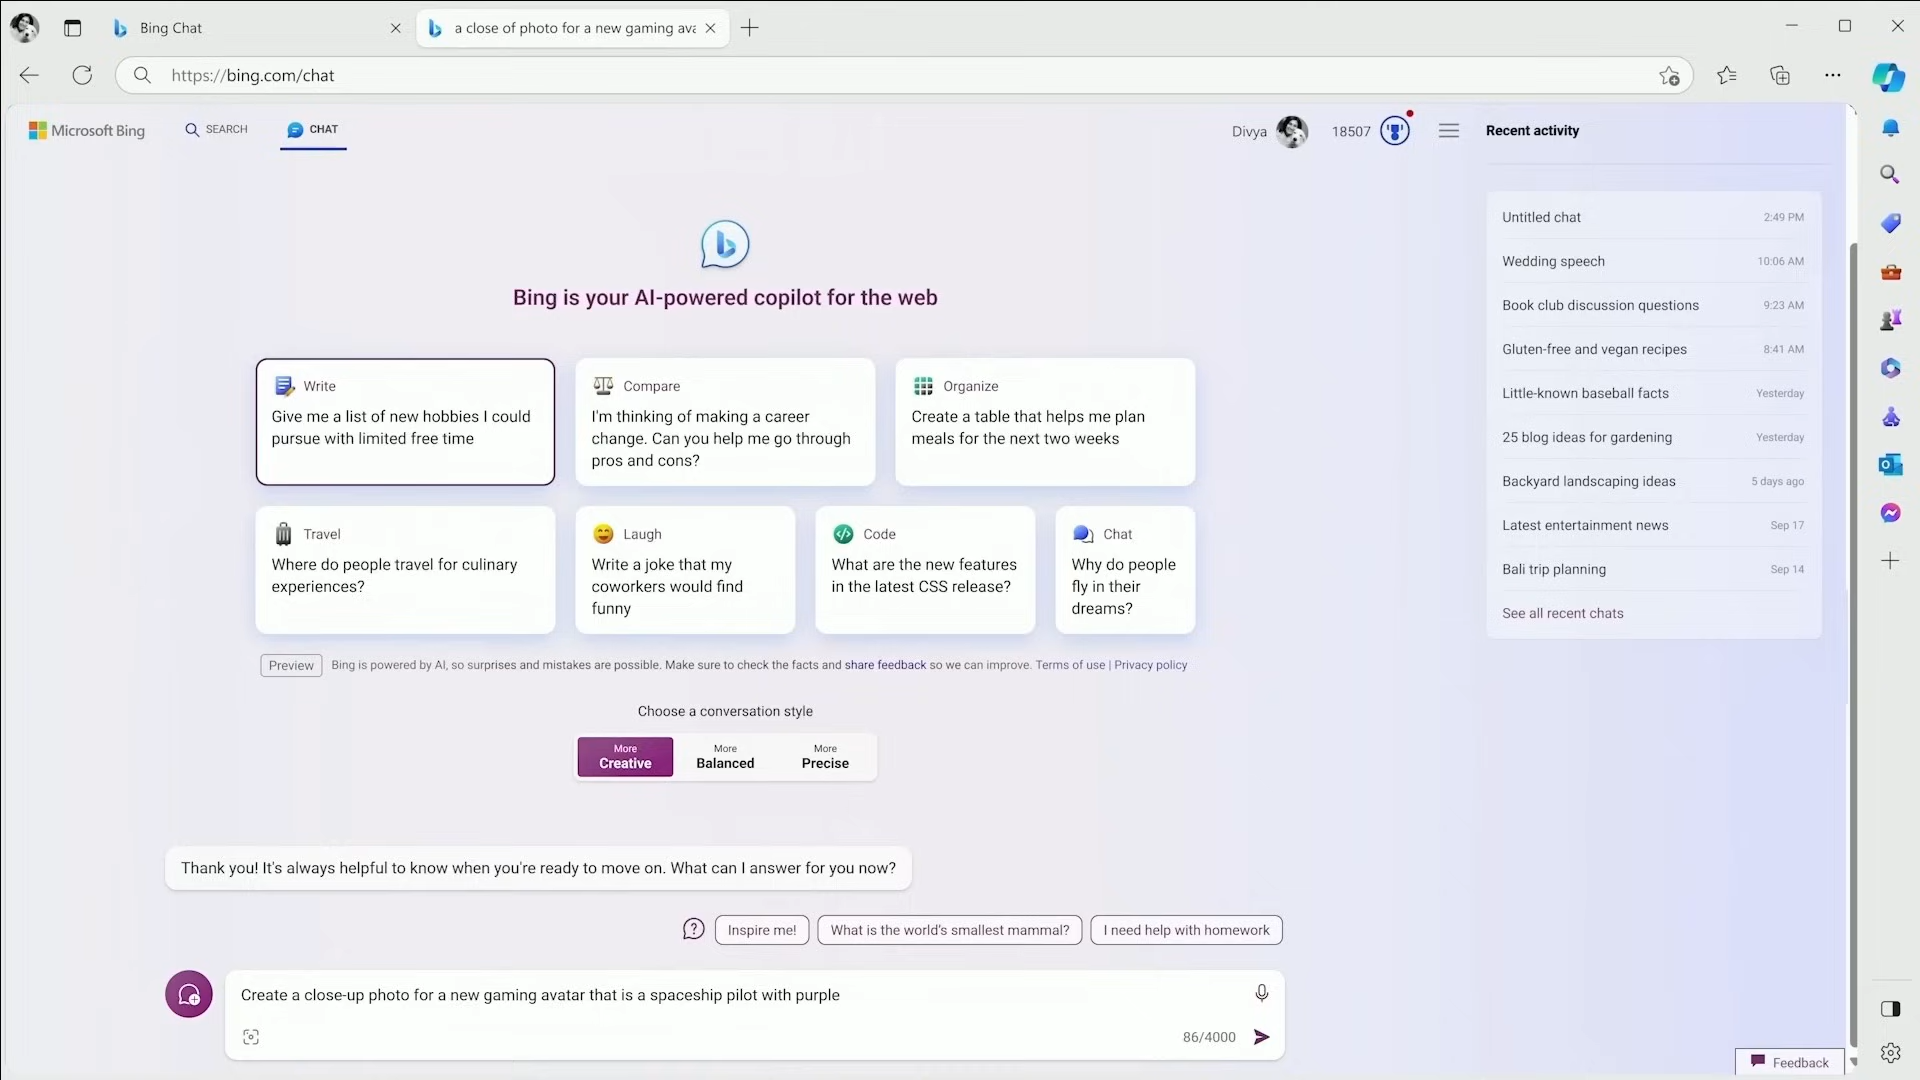 Bing Chat
a close of photo for a new gaming ava
https://bing.com/chat
Microsoft Bing
SEARCH
CHAT
Divya
18507
Recent activity
Untitled chat 2:49 PM
Wedding speech 10:06 AM
Book club discussion questions 9:23 AM
Gluten-free and vegan recipes 8:41 AM
Little-known baseball facts Yesterday
25 blog ideas for gardening Yesterday
Backyard landscaping ideas 5 days ago
Latest entertainment news Sep 17
Bali trip planning Sep 14
See all recent chats
Bing is your AI-powered copilot for the web
Write
Give me a list of new hobbies I could
pursue with limited free time
Compare
I'm thinking of making a career
change. Can you help me go through
pros and cons?
Organize
Create a table that helps me plan
meals for the next two weeks
Travel
Where do people travel for culinary
experiences?
Laugh
Write a joke that my
coworkers would find
funny
Code
What are the new features
in the latest CSS release?
Chat
Why do people
fly in their
dreams?
Preview
Bing is powered by AI, so surprises and mistakes are possible. Make sure to check the facts and share feedback so we can improve. Terms of use | Privacy policy
Choose a conversation style
More
Creative
More
Balanced
More
Precise
Thank you! It's always helpful to know when you're ready to move on. What can I answer for you now?
Inspire me!
What is the world's smallest mammal?
I need help with homework
Create a close-up photo for a new gaming avatar that is a spaceship pilot with purple
86/4000
Feedback